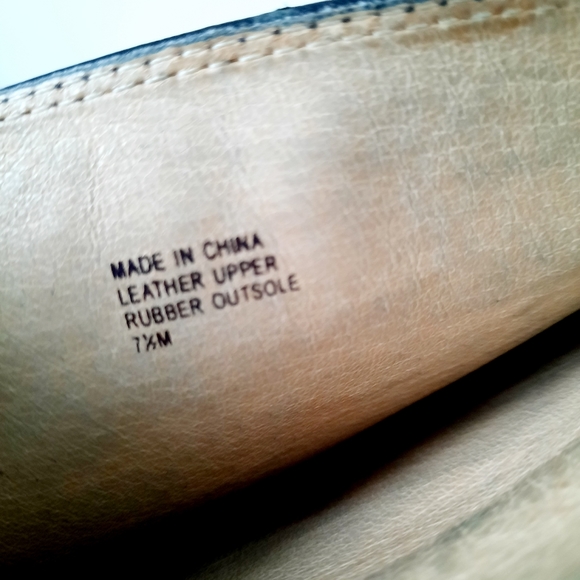 MADE IN CHINA
LEATHER UPPER
RUBBER OUTSOLE
7½M